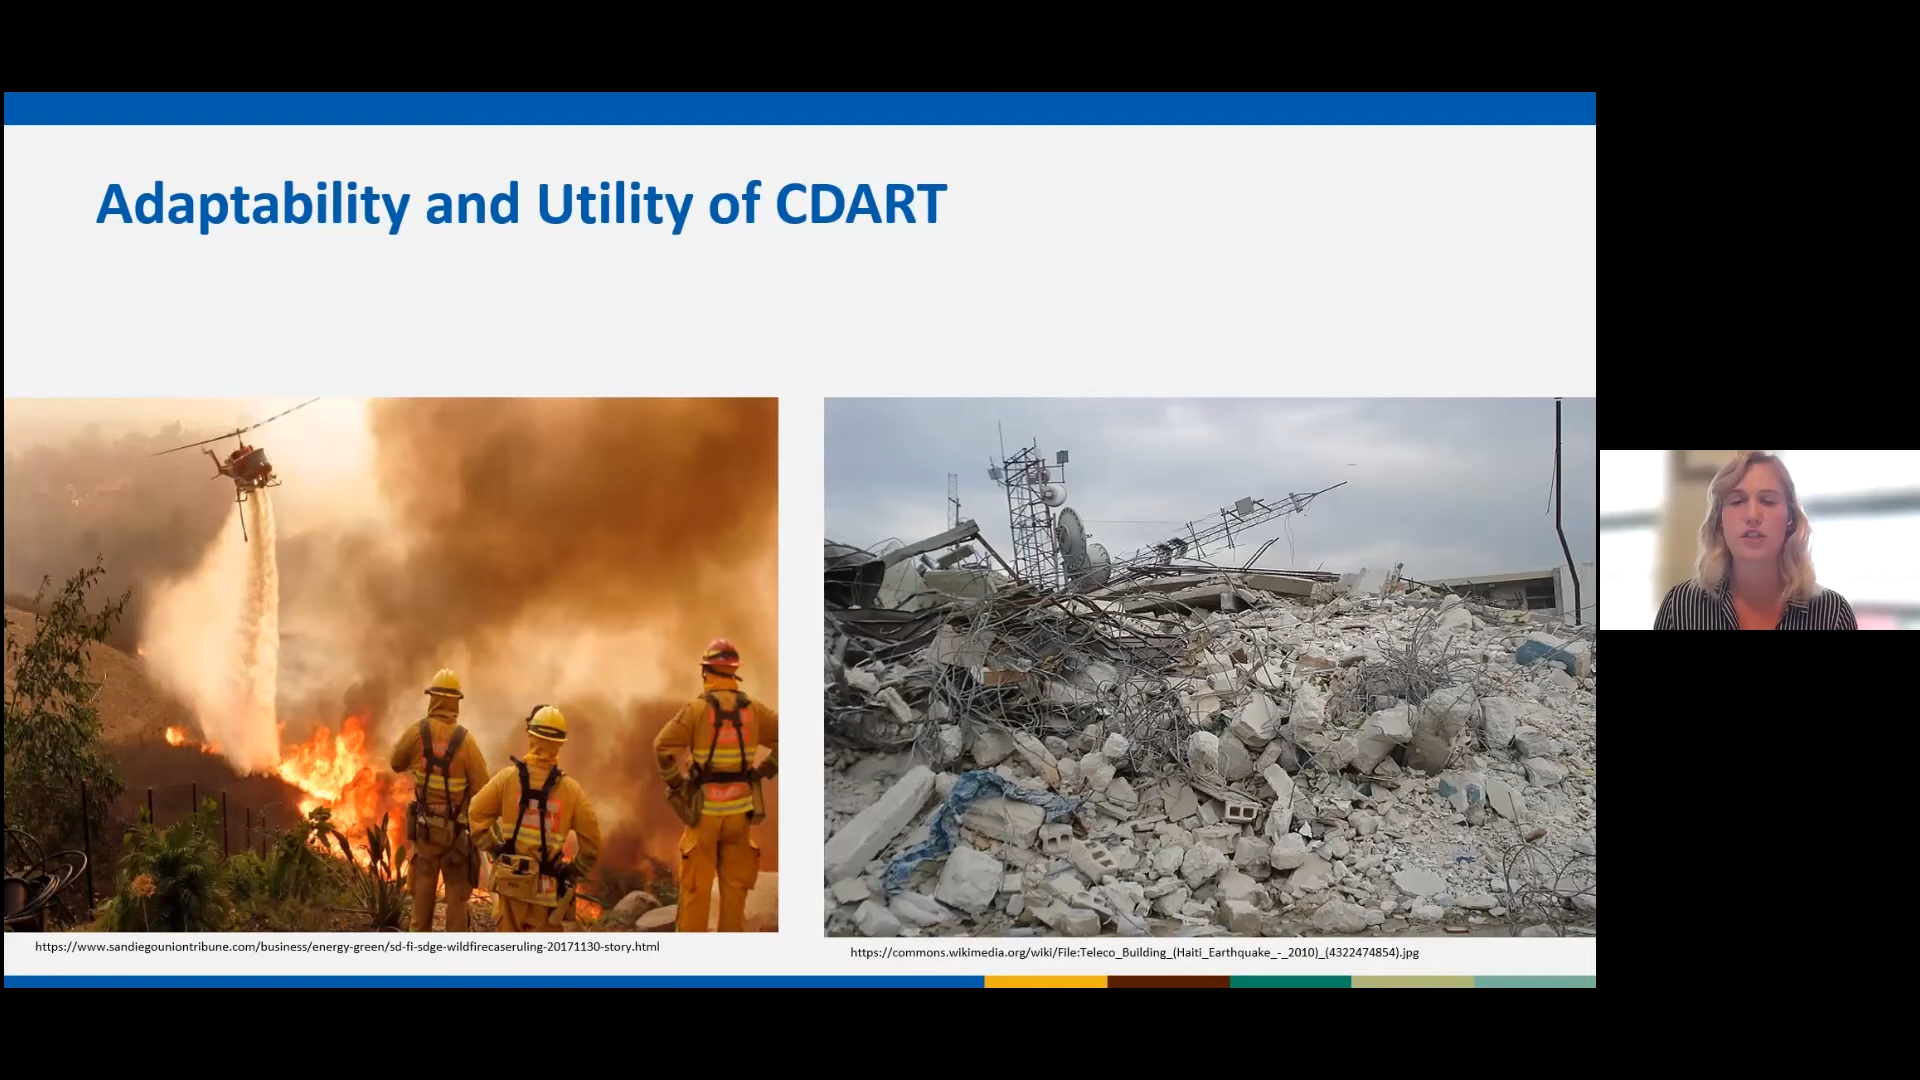 Adaptability and Utility of CDART
https://www.sandiegouniontribune.com/business/energy-green/sd-fi-sdge-wildfirecaseruling-20171130-story.html
https://commons.wikimedia.org/wiki/File:Teleco_Building_(Haiti_Earthquake_-_2010)_(4322474854).jpg